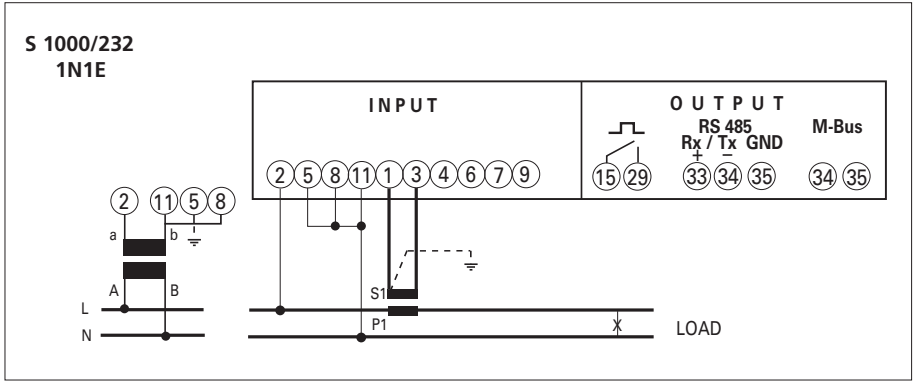 S 1000/232
1N1E
INPUT
OUTPUT
RS 485
M-Bus
Rx / Tx GND
+ −
2 5 8 11 1 3 4 6 7 9
15 29 33 34 35 34 35
2 11 5 8
a b
A B
S1
L
P1
N
X
LOAD